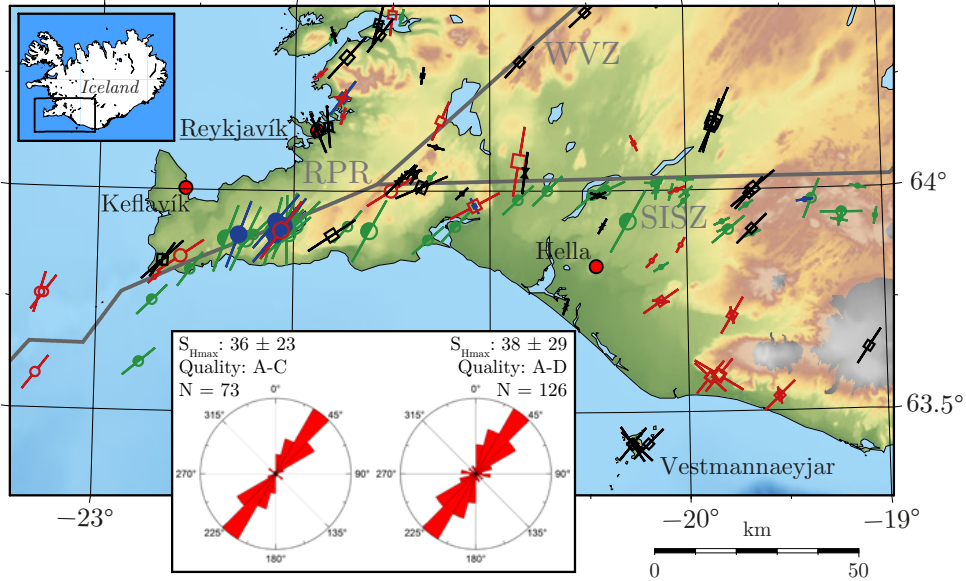 Iceland
WVZ
Reykjavík
RPR
64°
Keflavík
SISZ
Hella
S_Hmax: 36 ± 23
Quality: A-C
N = 73
S_Hmax: 38 ± 29
Quality: A-D
N = 126
0°
45°
90°
135°
180°
225°
270°
315°
0°
45°
90°
135°
180°
225°
270°
315°
63.5°
Vestmannaeyjar
−23° −20° −19°
km
0 50